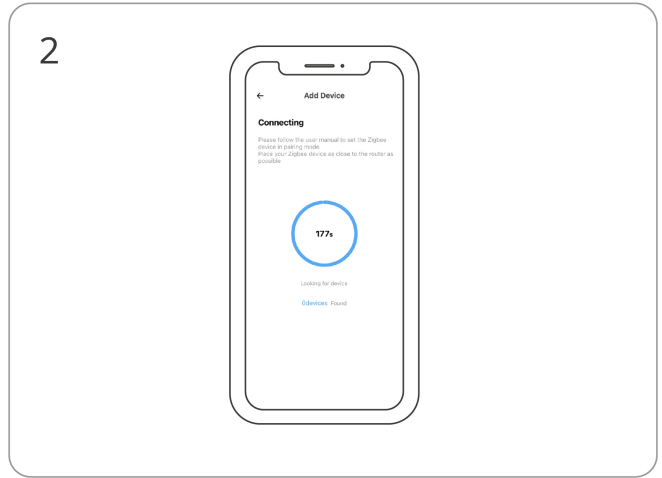 2
Add Device
Connecting
Please follow the user manual to set the Zigbee
device in pairing mode
Place your Zigbee device as close to the router as
possible
177s
Looking for device
0devices Found